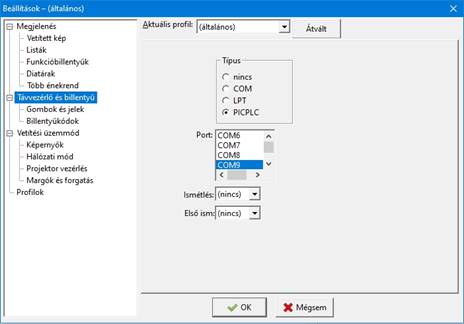 Beállítások – (általános)
Megjelenés
Vetített kép
Listák
Funkcióbillentyűk
Diatárak
Több énekrend
Távvezérlő és billentyű
Gombok és jelek
Billentyűkódok
Vetítési üzemmód
Képernyők
Hálózati mód
Projektor vezérlés
Margók és forgatás
Profilok
Aktuális profil: (általános) Átvált
Típus
nincs
COM
LPT
PICPLC
Port: COM6
COM7
COM8
COM9
Ismétlés: (nincs)
Első ism: (nincs)
OK Mégsem